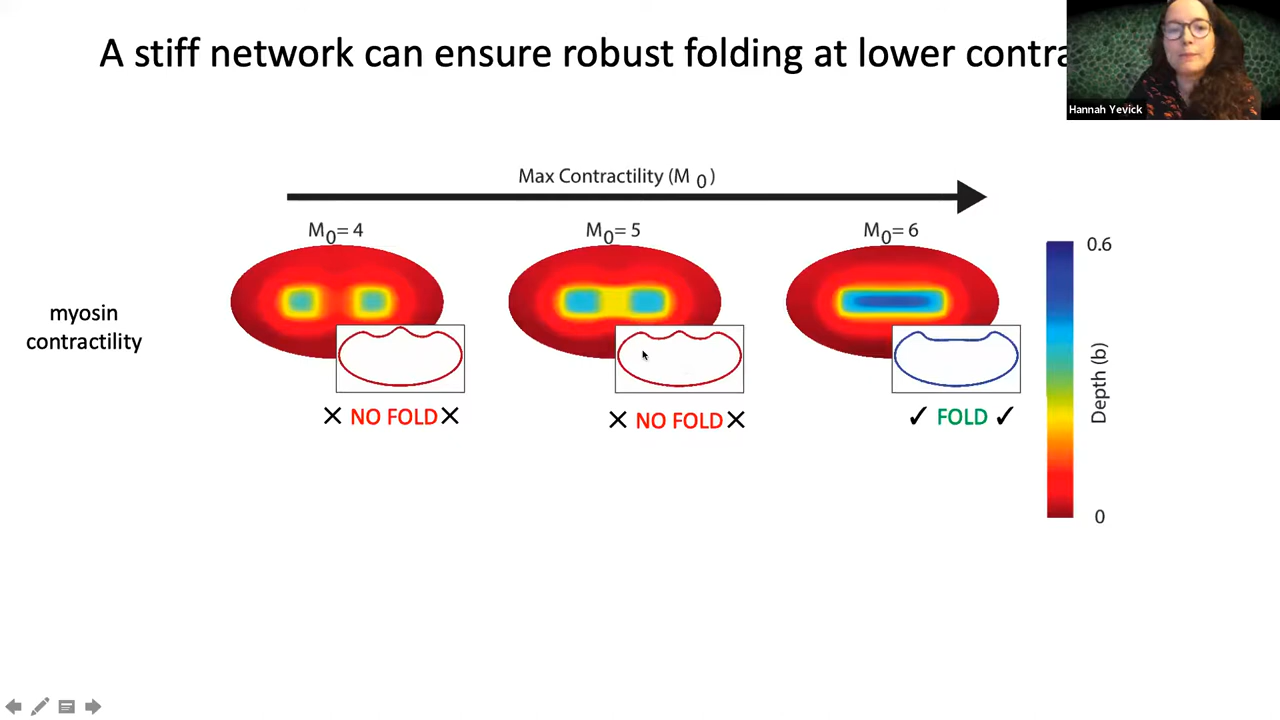 A stiff network can ensure robust folding at lower contra
Hannah Yevick
Max Contractility (M 0 )
M0= 4
M0= 5
M0= 6
0.6
myosin
contractility
Depth (b)
✕ NO FOLD ✕
✕ NO FOLD ✕
✓ FOLD ✓
0